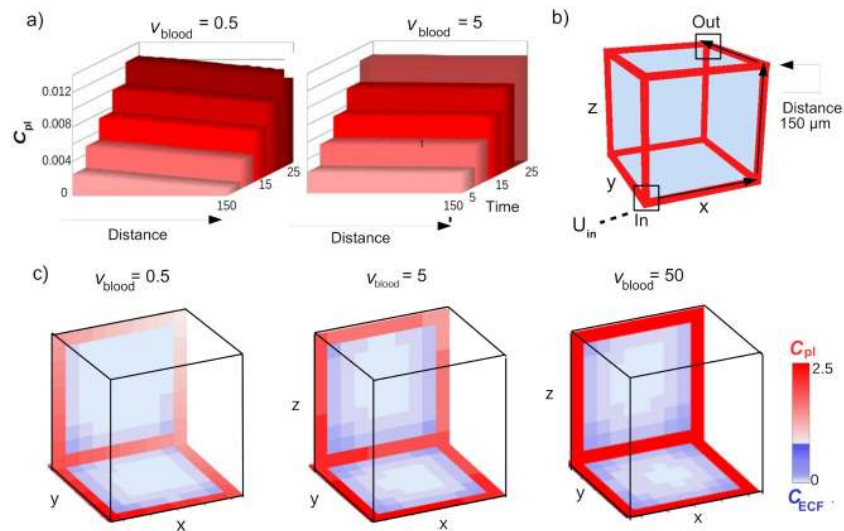 a)
v_blood = 0.5
v_blood = 5
C_pl
0.012
0.008
0.004
0
150
15
25
Distance
150
5
15
25
Time
Distance
b)
Out
z
Distance
150 µm
y
x
In
U_in
c)
v_blood = 0.5
v_blood = 5
v_blood = 50
z
z
y
x
y
x
y
x
C_pl
2.5
0
C_ECF